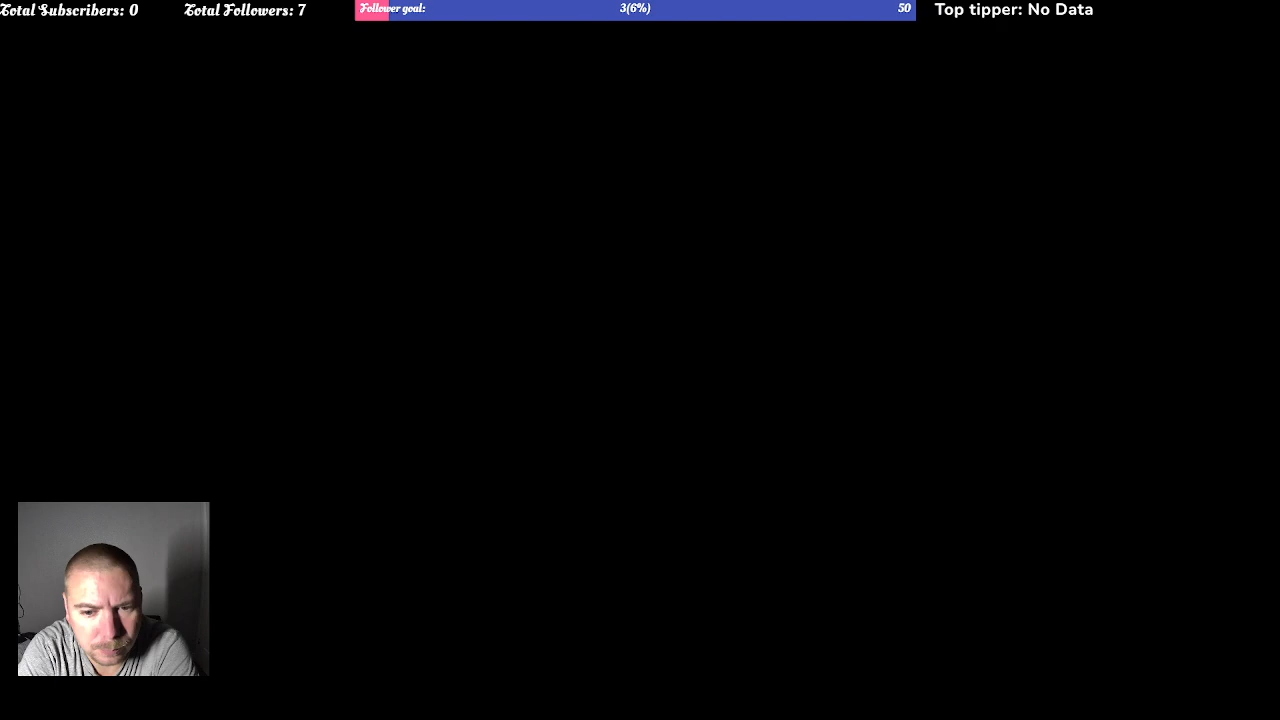 Total Subscribers: 0
Total Followers: 7
Follower goal:
3(6%)
50
Top tipper: No Data